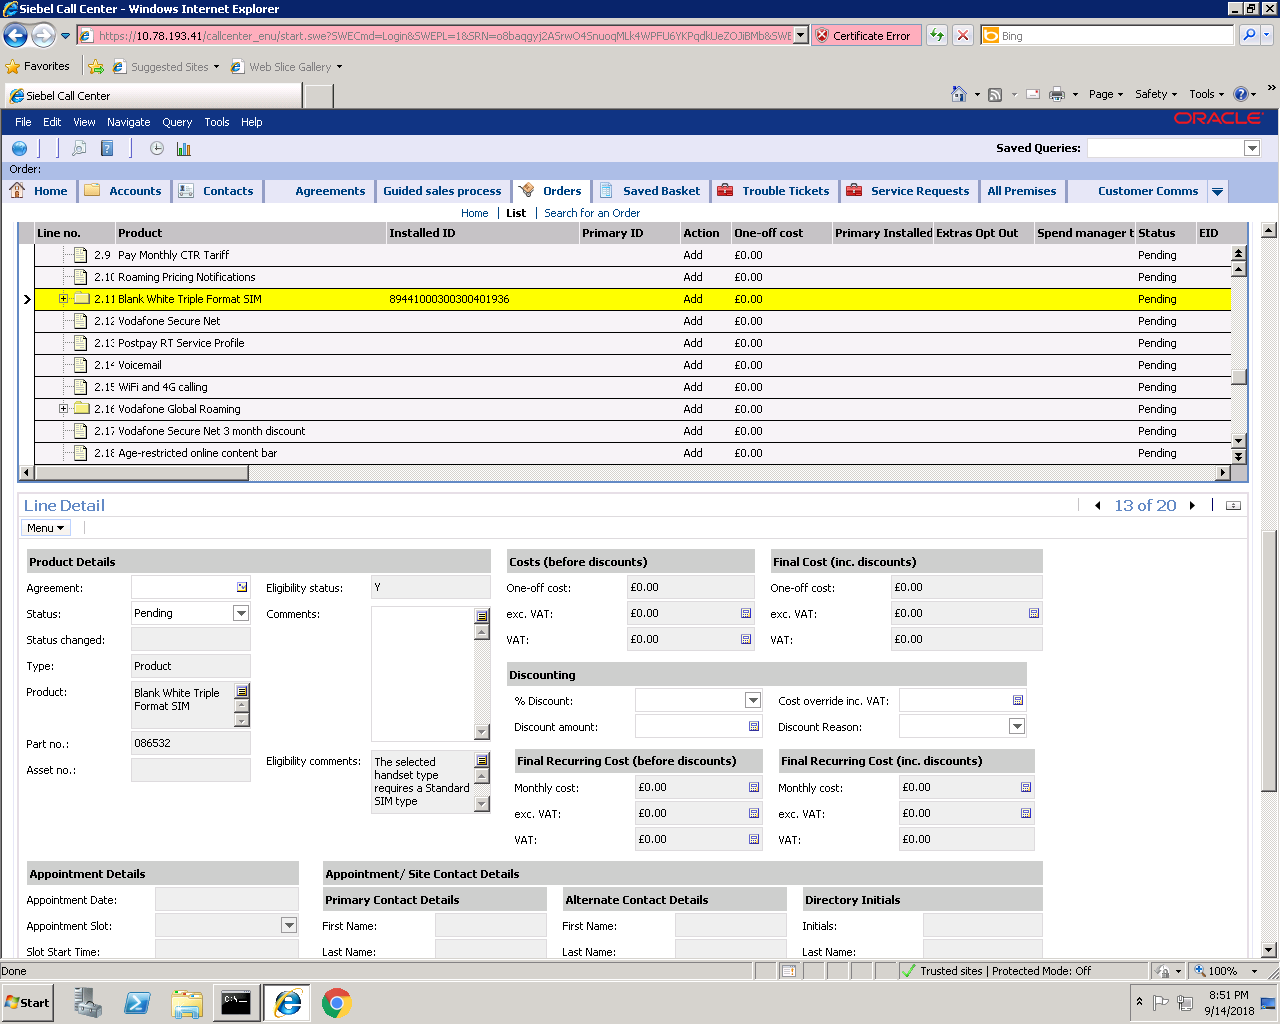 Siebel Call Center - Windows Internet Explorer
https://10.78.193.41/callcenter_enu/start.swe?SWECmd=Login&SWEPL=1&SRN= Certificate Error Bing
Favorites Suggested Sites Web Slice Gallery
Siebel Call Center Page Safety Tools »
File Edit View Navigate Query Tools Help ORACLE
Saved Queries:
Order:
Home Accounts Contacts Agreements Guided sales process Orders Saved Basket Trouble Tickets Service Requests All Premises Customer Comms
Home | List | Search for an Order
Line no. Product Installed ID Primary ID Action One-off cost Primary Installed Extras Opt Out Spend manager t Status EID
2.9 Pay Monthly CTR Tariff Add £0.00 Pending
2.10 Roaming Pricing Notifications Add £0.00 Pending
2.11 Blank White Triple Format SIM 89441000300300401936 Add £0.00 Pending
2.12 Vodafone Secure Net Add £0.00 Pending
2.13 Postpay RT Service Profile Add £0.00 Pending
2.14 Voicemail Add £0.00 Pending
2.15 WiFi and 4G calling Add £0.00 Pending
2.16 Vodafone Global Roaming Add £0.00 Pending
2.17 Vodafone Secure Net 3 month discount Add £0.00 Pending
2.18 Age-restricted online content bar Add £0.00 Pending
Line Detail 13 of 20
Menu
Product Details Costs (before discounts) Final Cost (inc. discounts)
Agreement: Eligibility status: Y One-off cost: £0.00 One-off cost: £0.00
Status: Pending Comments: exc. VAT: £0.00 exc. VAT: £0.00
Status changed: VAT: £0.00 VAT: £0.00
Type: Product
Discounting
Product: Blank White Triple Format SIM
% Discount: Cost override inc. VAT:
Discount amount: Discount Reason:
Part no.: 086532
Eligibility comments: The selected handset type requires a Standard SIM type
Final Recurring Cost (before discounts) Final Recurring Cost (inc. discounts)
Asset no.:
Monthly cost: £0.00 Monthly cost: £0.00
exc. VAT: £0.00 exc. VAT: £0.00
VAT: £0.00 VAT: £0.00
Appointment Details Appointment/ Site Contact Details
Appointment Date: Primary Contact Details Alternate Contact Details Directory Initials
Appointment Slot: First Name: First Name: Initials:
Slot Start Time: Last Name: Last Name: Last Name:
Done Trusted sites | Protected Mode: Off 100%
Start 8:51 PM
9/14/2018